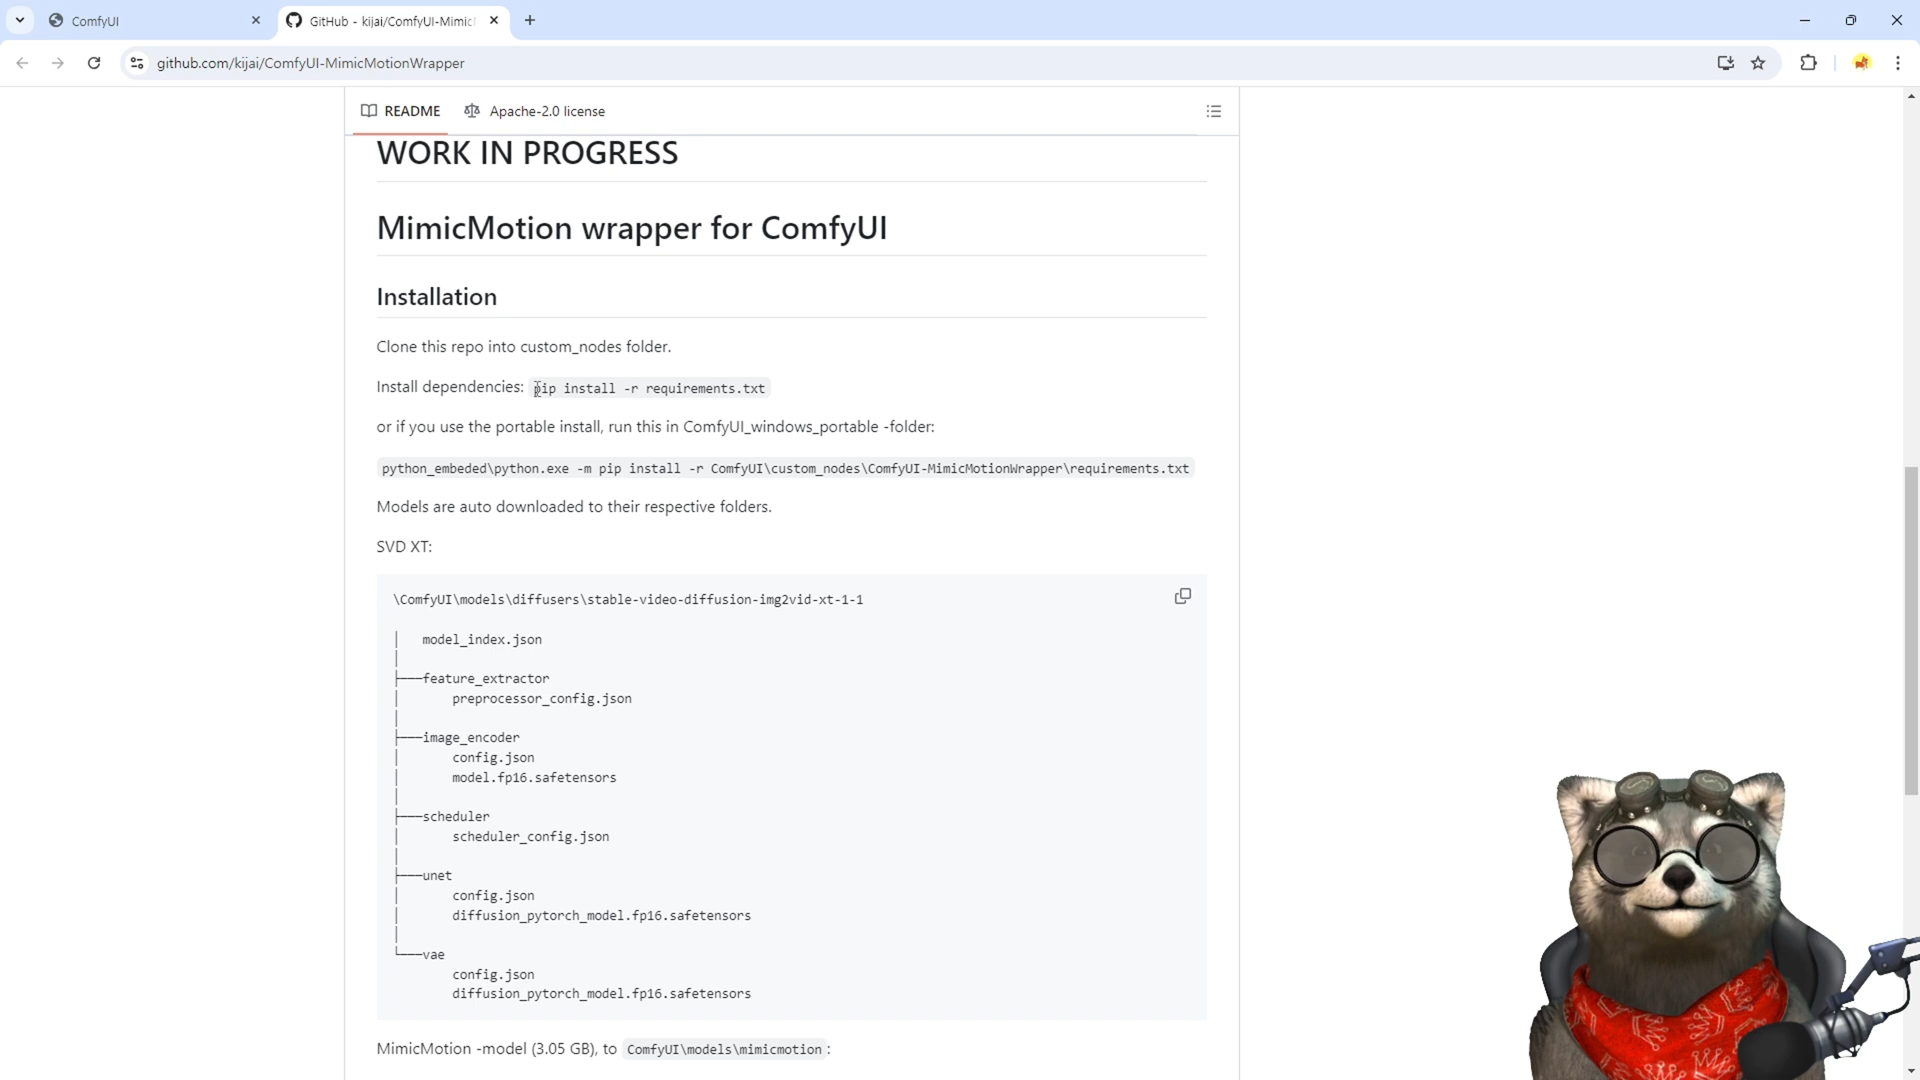 ComfyUI
GitHub - kijai/ComfyUI-Mimic
github.com/kijai/ComfyUI-MimicMotionWrapper
README
Apache-2.0 license
WORK IN PROGRESS
MimicMotion wrapper for ComfyUI
Installation
Clone this repo into custom_nodes folder.
Install dependencies: pip install -r requirements.txt
or if you use the portable install, run this in ComfyUI_windows_portable -folder:
python_embeded\python.exe -m pip install -r ComfyUI\custom_nodes\ComfyUI-MimicMotionWrapper\requirements.txt
Models are auto downloaded to their respective folders.
SVD XT:
\ComfyUI\models\diffusers\stable-video-diffusion-img2vid-xt-1-1
│   model_index.json
│
├───feature_extractor
│       preprocessor_config.json
│
├───image_encoder
│       config.json
│       model.fp16.safetensors
│
├───scheduler
│       scheduler_config.json
│
├───unet
│       config.json
│       diffusion_pytorch_model.fp16.safetensors
│
└───vae
        config.json
        diffusion_pytorch_model.fp16.safetensors
MimicMotion -model (3.05 GB), to ComfyUI\models\mimicmotion :